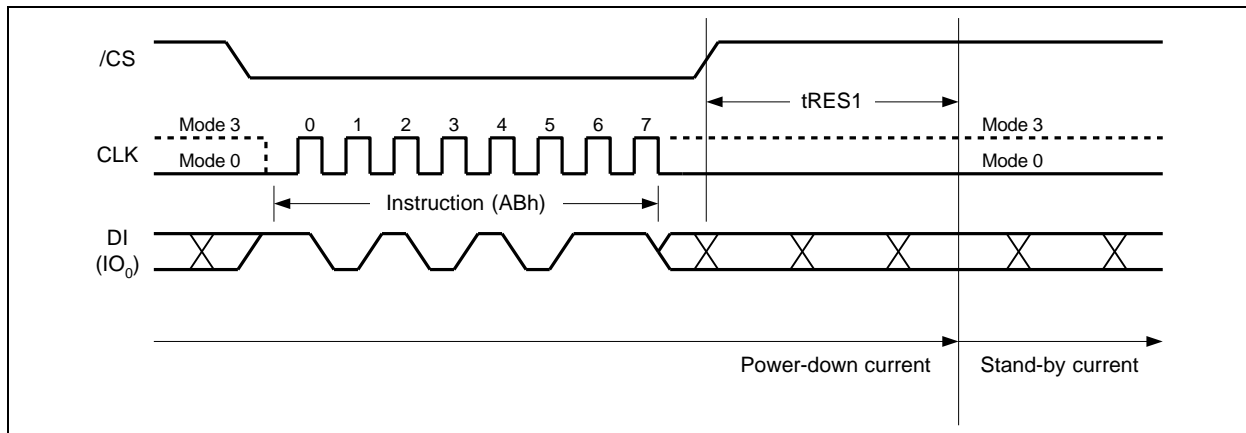 /CS
tRES1
Mode 3
0 1 2 3 4 5 6 7
Mode 3
CLK
Mode 0
Mode 0
Instruction (ABh)
DI
(IO0)
Power-down current
Stand-by current